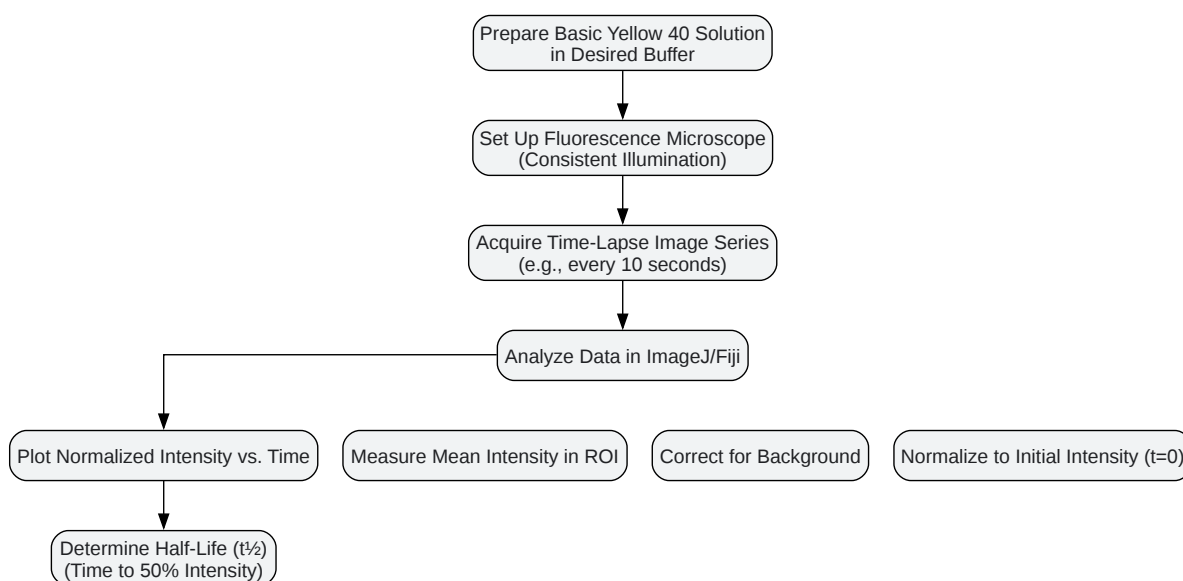 Prepare Basic Yellow 40 Solution
in Desired Buffer
Set Up Fluorescence Microscope
(Consistent Illumination)
Acquire Time-Lapse Image Series
(e.g., every 10 seconds)
Analyze Data in ImageJ/Fiji
Plot Normalized Intensity vs. Time
Measure Mean Intensity in ROI
Correct for Background
Normalize to Initial Intensity (t=0)
Determine Half-Life (t½)
(Time to 50% Intensity)